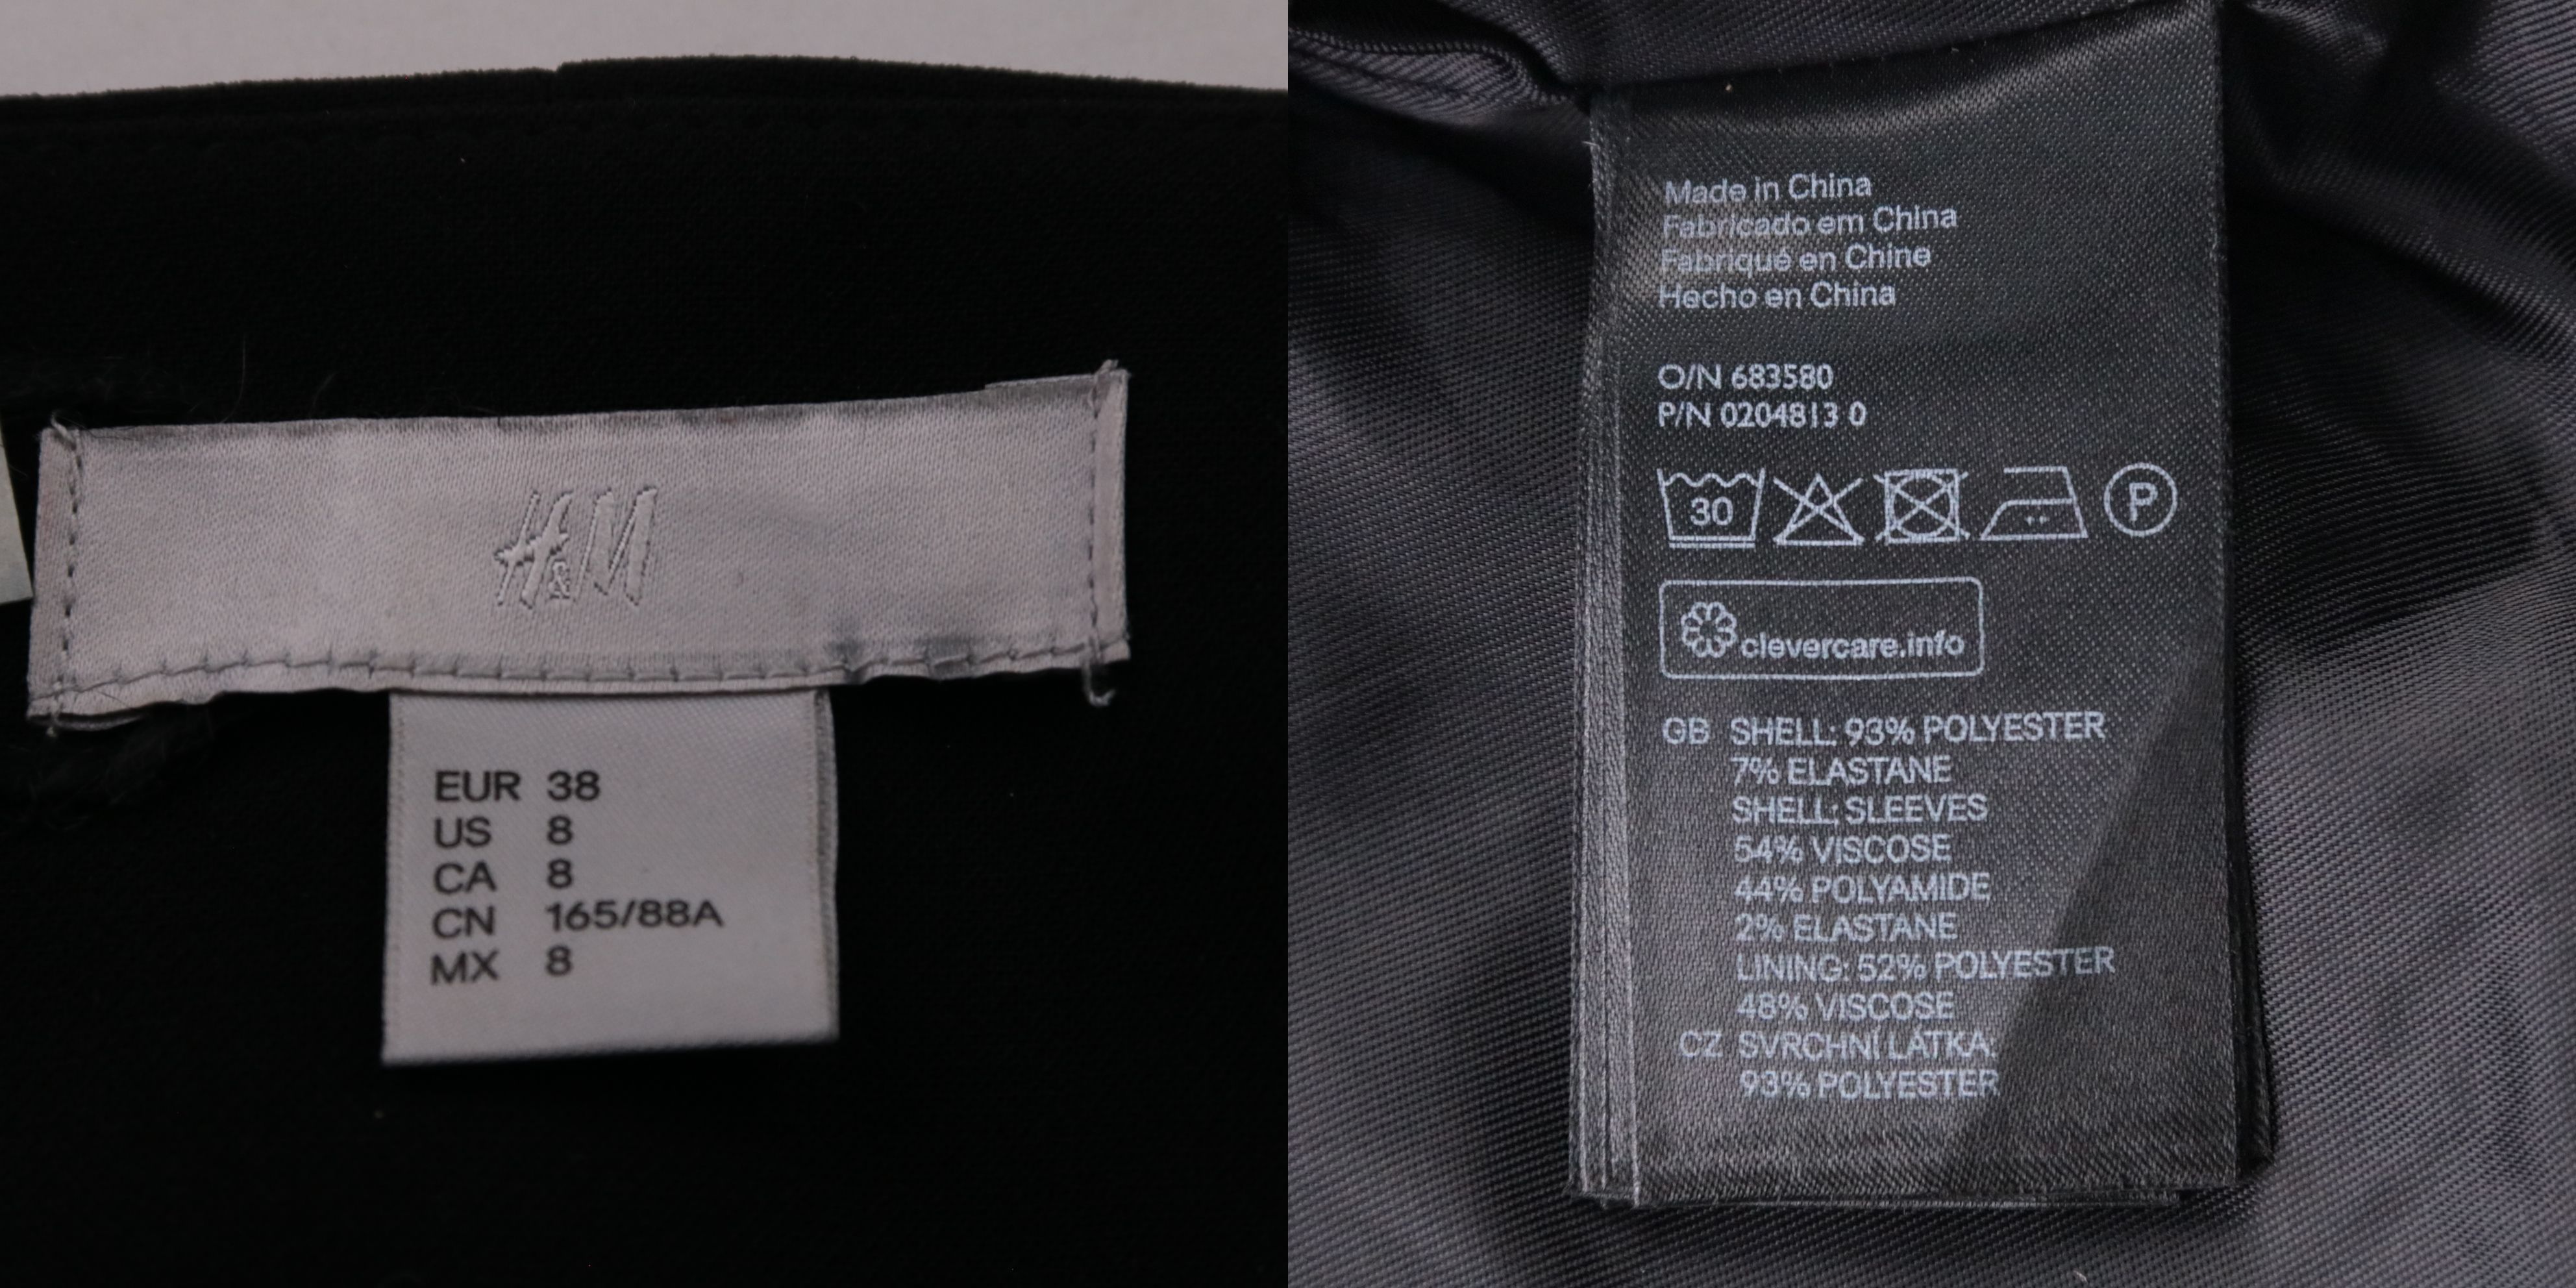 H&M
EUR 38
US 8
CA 8
CN 165/88A
MX 8
Made in China
Fabricado em China
Fabriqué en Chine
Hecho en China
O/N 683580
P/N 0204813 0
30
P
clevercare.info
GB SHELL: 93% POLYESTER
7% ELASTANE
SHELL: SLEEVES
54% VISCOSE
44% POLYAMIDE
2% ELASTANE
LINING: 52% POLYESTER
48% VISCOSE
CZ SVRCHNÍ LÁTKA:
93% POLYESTER